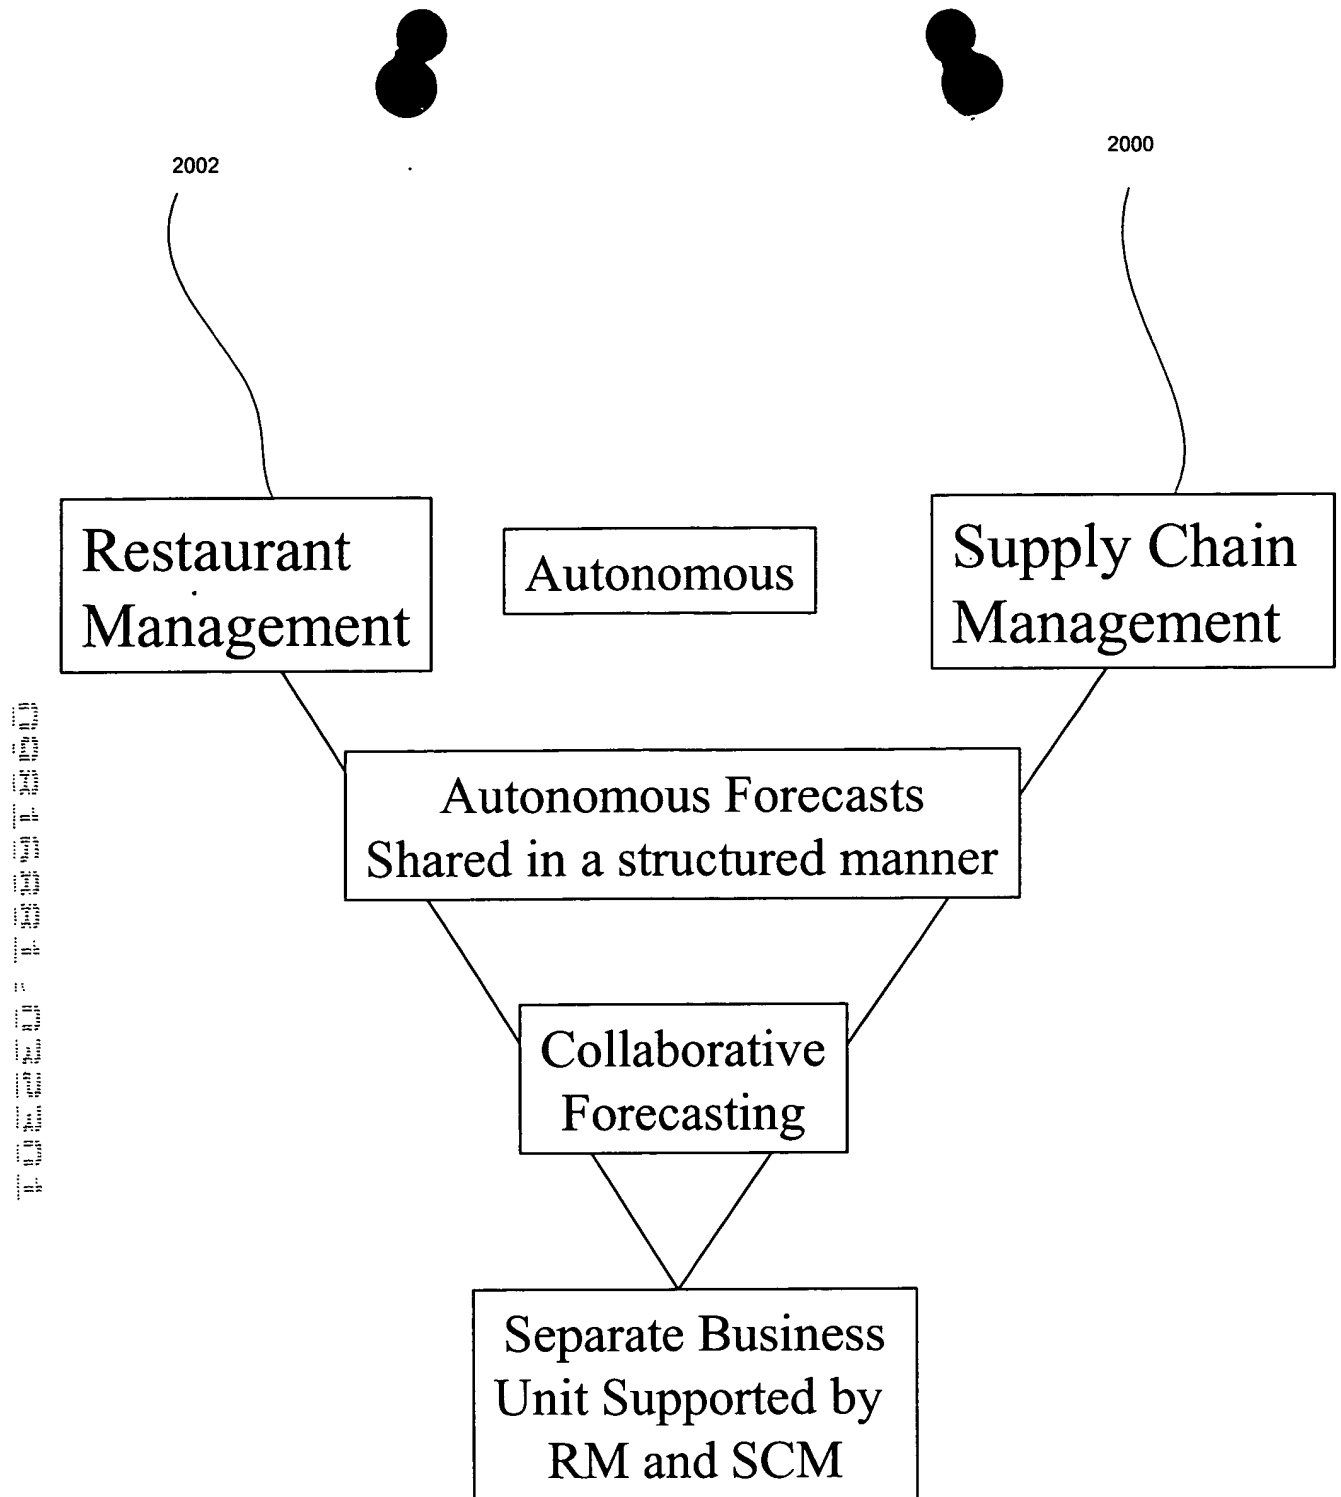 2002
2000
Restaurant
Management
Autonomous
Supply Chain
Management
Autonomous Forecasts
Shared in a structured manner
Collaborative
Forecasting
Separate Business
Unit Supported by
RM and SCM